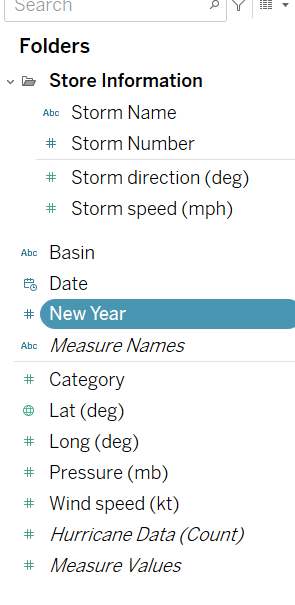 Search
Folders
Store Information
Abc Storm Name
# Storm Number
# Storm direction (deg)
# Storm speed (mph)
Abc Basin
Date
# New Year
Abc Measure Names
# Category
Lat (deg)
# Long (deg)
# Pressure (mb)
# Wind speed (kt)
# Hurricane Data (Count)
# Measure Values